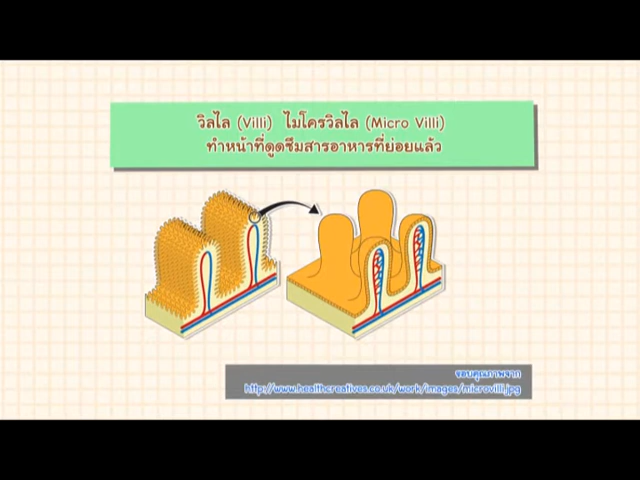 วิลไล (Villi) ไมโครวิลไล (Micro Villi)
ทำหน้าที่ดูดซึมสารอาหารที่ย่อยแล้ว
ขอบคุณภาพจาก
http://www.healthcreatives.co.uk/work/images/microvilli.jpg